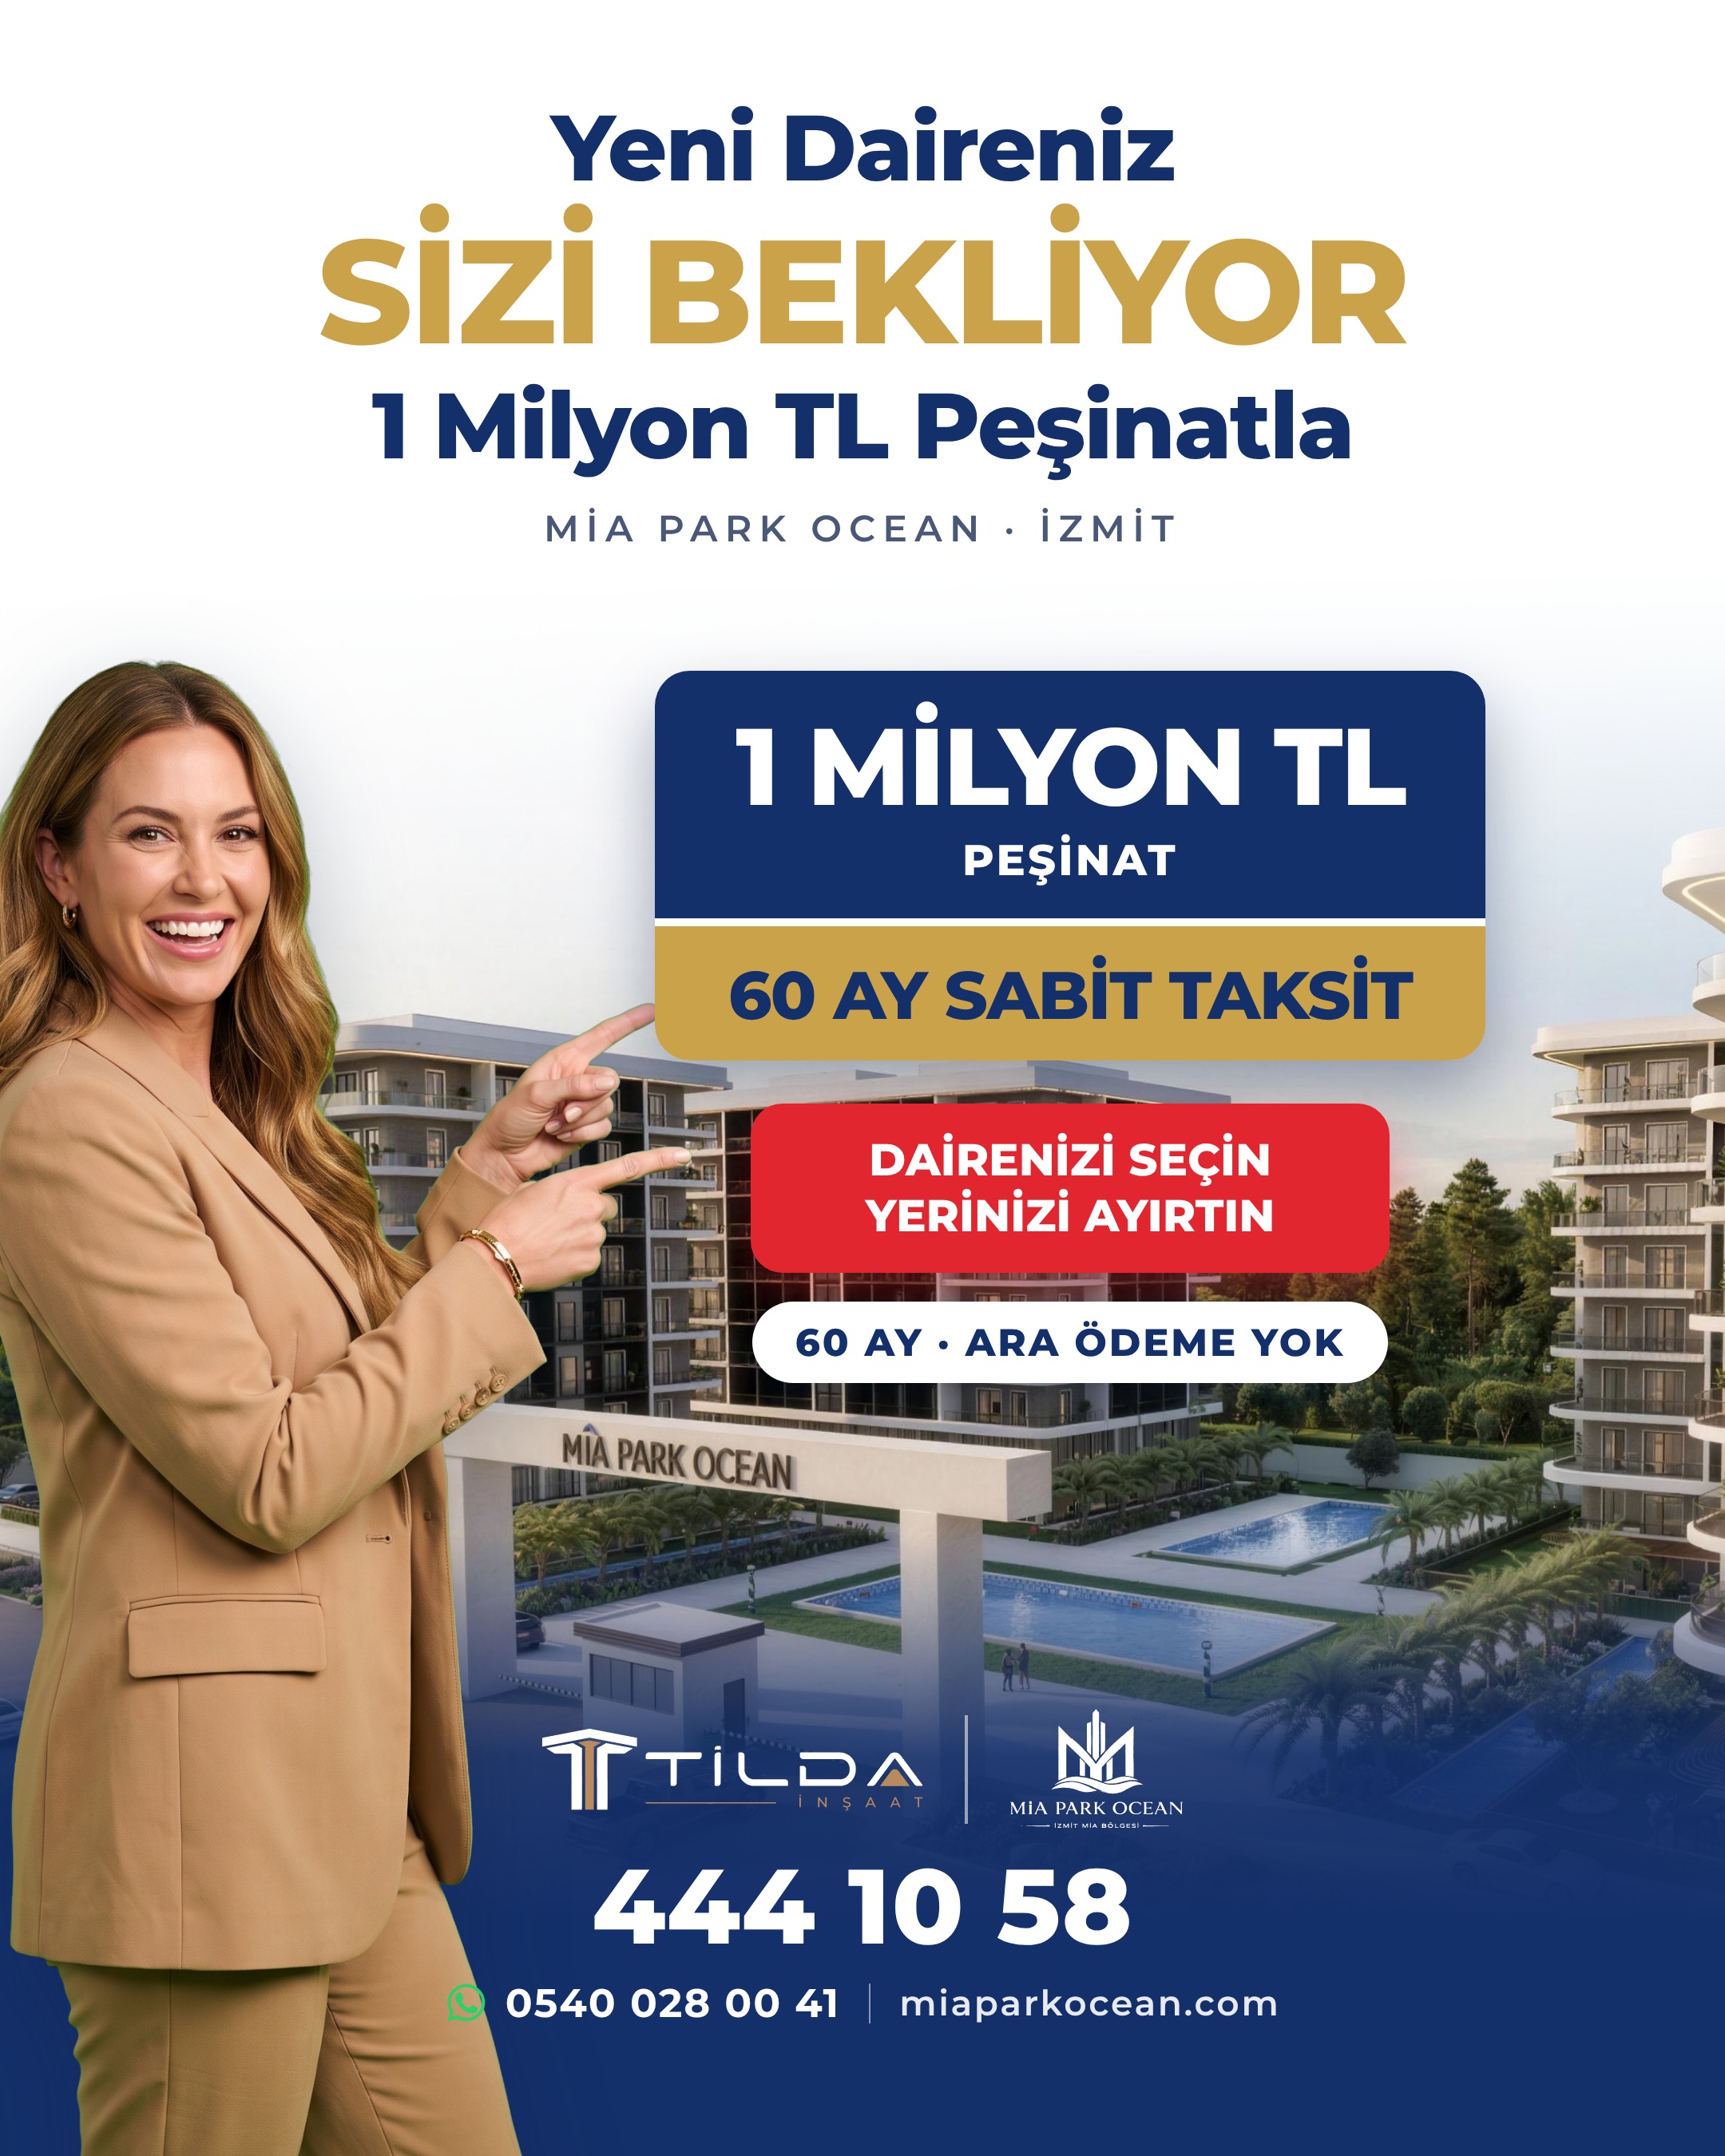 Yeni Daireniz
SİZİ BEKLİYOR
1 Milyon TL Peşinatla
MİA PARK OCEAN · İZMİT
1 MİLYON TL
PEŞİNAT
60 AY SABİT TAKSİT
DAİRENİZİ SEÇİN
YERİNİZİ AYIRTIN
60 AY · ARA ÖDEME YOK
MİA PARK OCEAN
TİLDA
İNŞAAT
MİA PARK OCEAN
İZMİT MİA BÖLGESİ
444 10 58
0540 028 00 41
miaparkocean.com